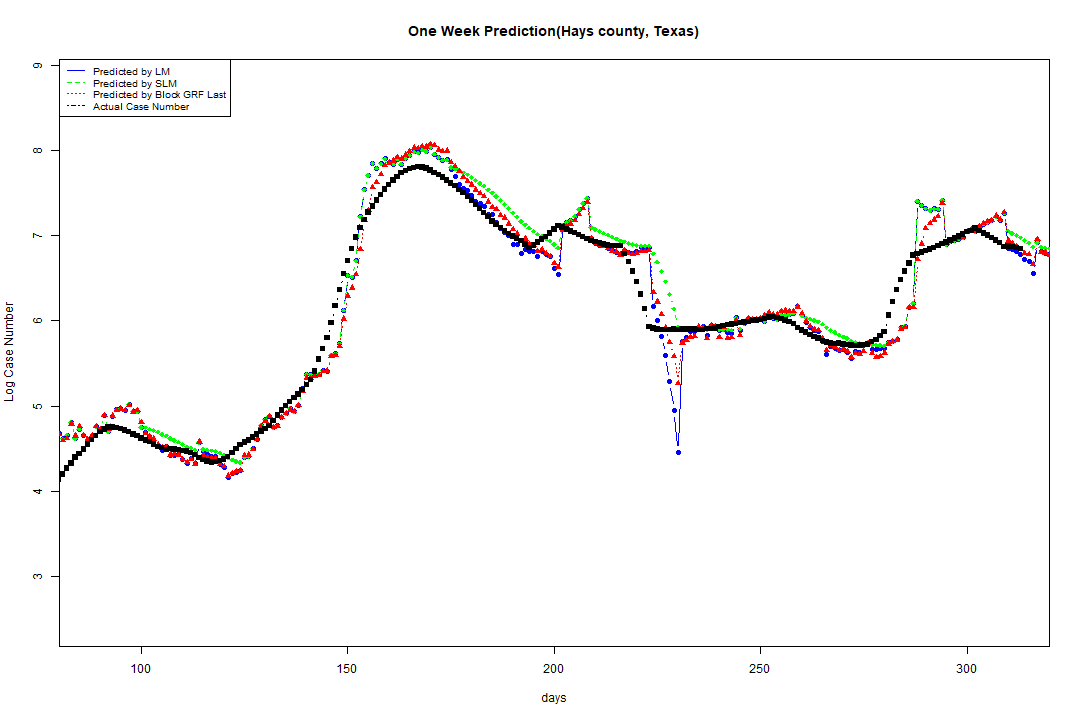 One Week Prediction(Hays county, Texas)
Predicted by LM
Predicted by SLM
Predicted by Block GRF Last
Actual Case Number
9
8
7
6
5
4
3
Log Case Number
100 150 200 250 300
days